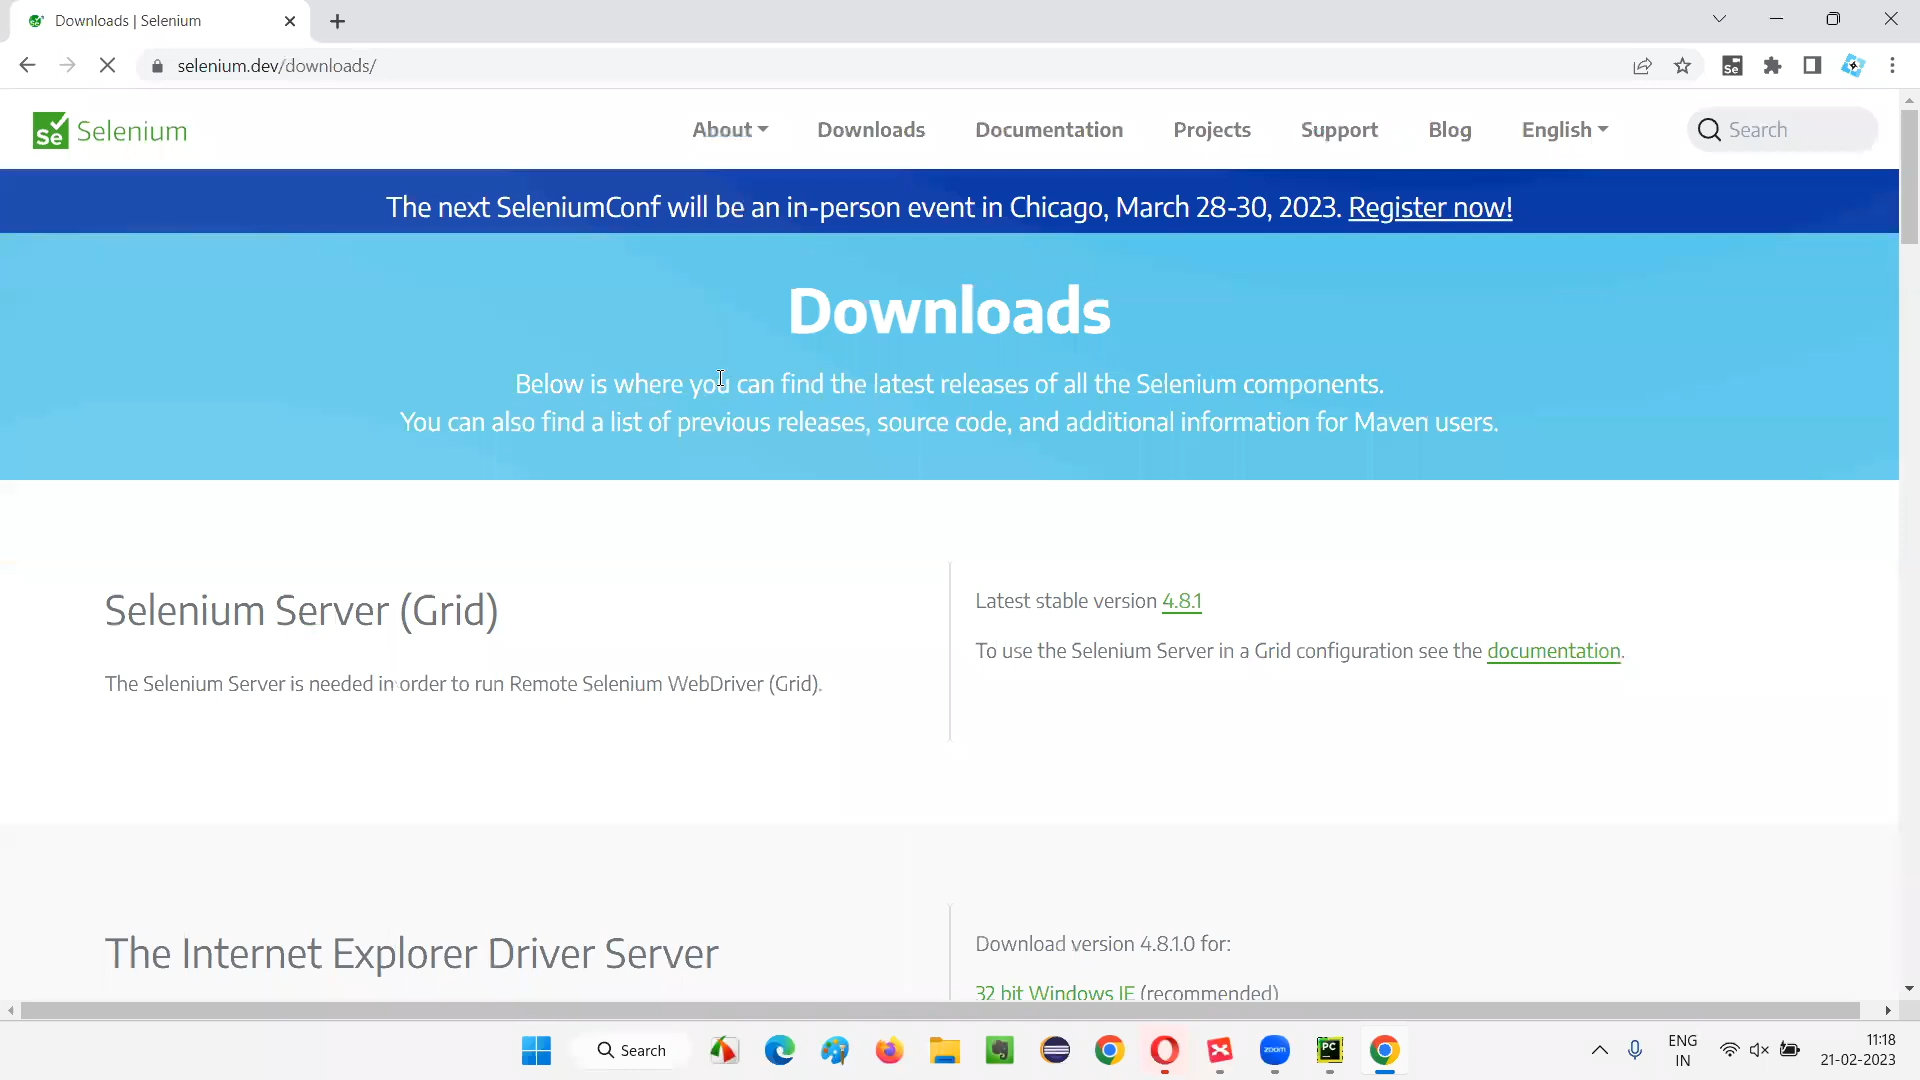 Downloads | Selenium
selenium.dev/downloads/
Se
Se Selenium
About
Downloads
Documentation
Projects
Support
Blog
English
Search
The next SeleniumConf will be an in-person event in Chicago, March 28-30, 2023. Register now!
Downloads
Below is where you can find the latest releases of all the Selenium components.
You can also find a list of previous releases, source code, and additional information for Maven users.
Selenium Server (Grid)
The Selenium Server is needed in order to run Remote Selenium WebDriver (Grid).
Latest stable version 4.8.1
To use the Selenium Server in a Grid configuration see the documentation.
The Internet Explorer Driver Server
Download version 4.8.1.0 for:
32 bit Windows IE (recommended)
Search
zoom
PC
ENG
IN
11:18
21-02-2023